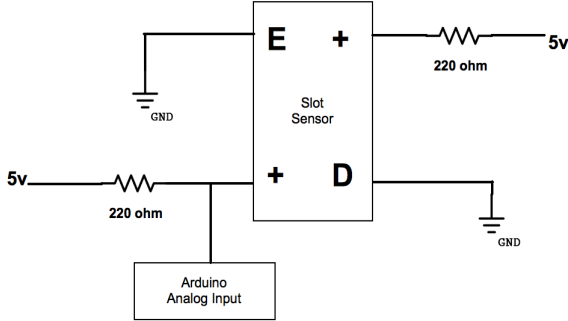 E +
5v
220 ohm
GND
Slot
Sensor
5v
220 ohm
+ D
GND
Arduino
Analog Input